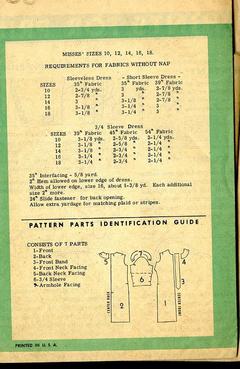 MISSES' SIZES 10, 12, 14, 16, 18.
REQUIREMENTS FOR FABRICS WITHOUT NAP
Sleeveless Dress - - Short Sleeve Dress -
SIZES 35" Fabric 35" Fabric 39" Fabric
10 2-3/4 yds. 3 yds. 2-7/8 yds.
12 2-7/8 " 3 " 2-7/8 "
14 3 " 3-1/8 " 2-7/8 "
16 3-1/8 " 3-1/4 " 3 "
18 3-1/8 " 3-1/4 " 3 "
3/4 Sleeve Dress
SIZES 39" Fabric 45" Fabric 54" Fabric
10 3-1/8 yds. 2-5/8 yds. 2-1/4 yds.
12 3-1/8 " 2-5/8 " 2-1/4 "
14 3-1/8 " 2-3/4 " 2-1/4 "
16 3-1/4 " 2-3/4 " 2-1/4 "
18 3-1/4 " 2-3/4 " 2-1/4 "
35" Interfacing - 5/8 yard.
2" Hem allowed on lower edge of dress.
Width of lower edge, size 16, about 1-3/8 yd. Each additional
size 2" more.
24" Slide fastener for back opening.
Allow extra yardage for matching plaid or stripes.
PATTERN PARTS IDENTIFICATION GUIDE
CONSISTS OF 7 PARTS
1-Front
2-Back
3-Front Band
4-Front Neck Facing
5-Back Neck Facing
6-3/4 Sleeve
7-Armhole Facing
5
4
6
3
CENTER BACK
2
1
PRINTED IN U. S. A.